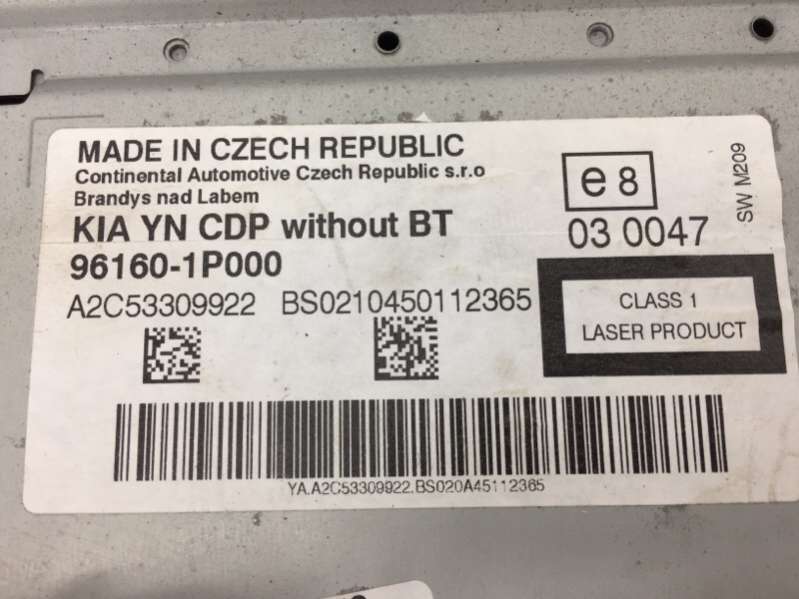 MADE IN CZECH REPUBLIC
Continental Automotive Czech Republic s.r.o
Brandys nad Labem
KIA YN CDP without BT
96160-1P000
A2C53309922 BS0210450112365
e8
03 0047
SW M209
CLASS 1
LASER PRODUCT
YA.A2C53309922.BS020A45112365